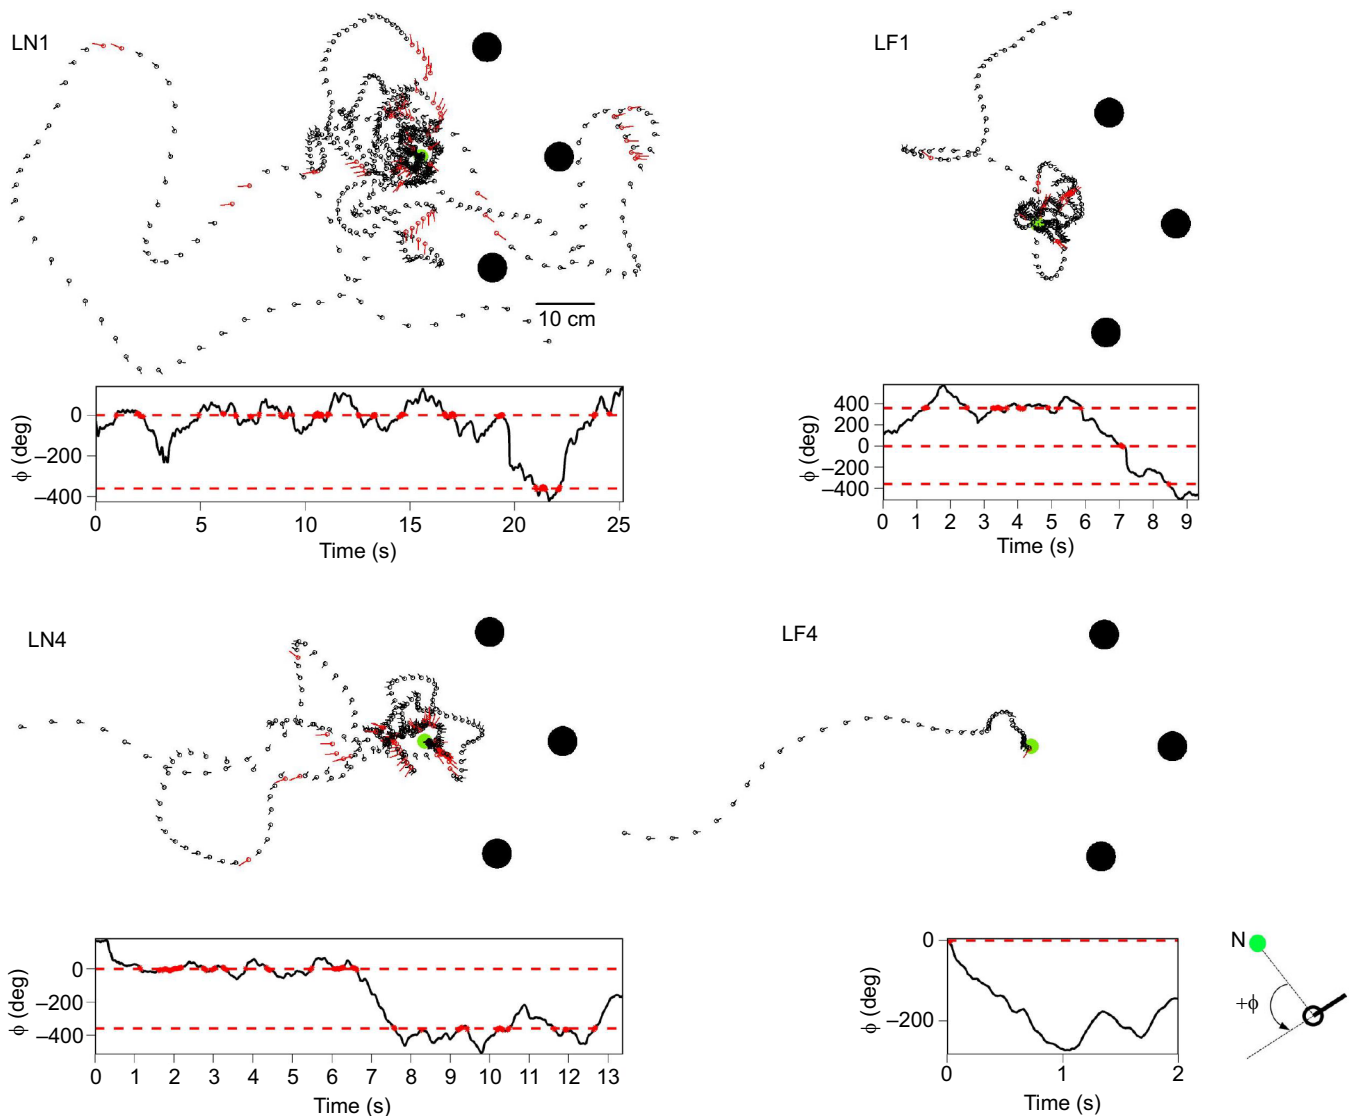 LN1
LF1
10 cm
0
–200
–400
ϕ (deg)
0 5 10 15 20 25
Time (s)
400
200
0
–200
–400
ϕ (deg)
0 1 2 3 4 5 6 7 8 9
Time (s)
LN4
LF4
0
–200
–400
ϕ (deg)
0 1 2 3 4 5 6 7 8 9 10 11 12 13
Time (s)
0
–200
ϕ (deg)
0 1 2
Time (s)
N
+ϕ